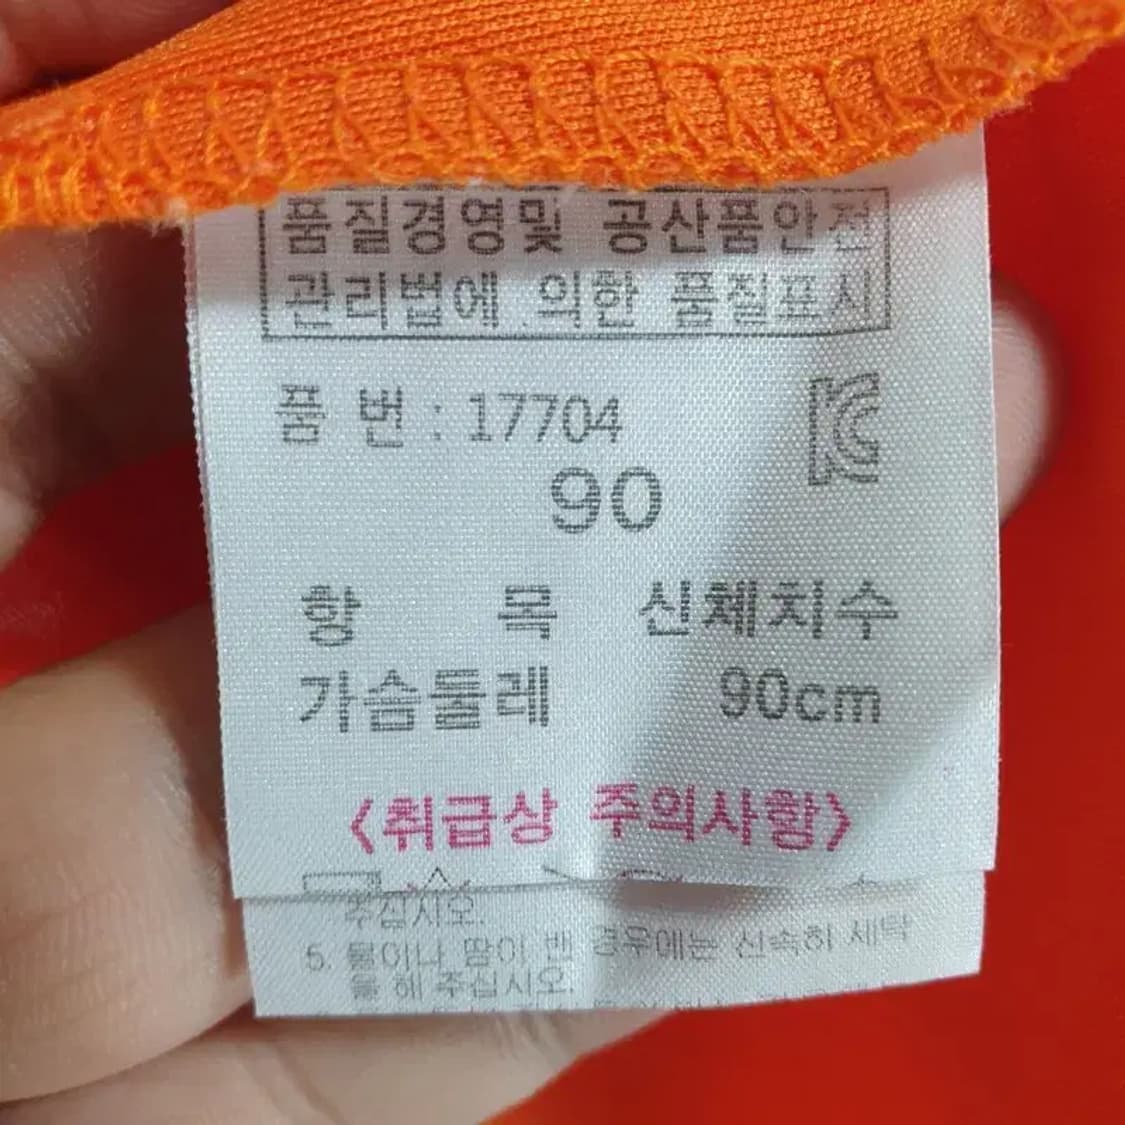 품질경영및 공산품안전
관리법에 의한 품질표시
품 번 : 17704
90
항 목 신체치수
가슴둘레 90cm
<취급상 주의사항>
주십시오.
5. 물이나 땀이 밴 경우에는 신속히 세탁
을 해 주십시오.